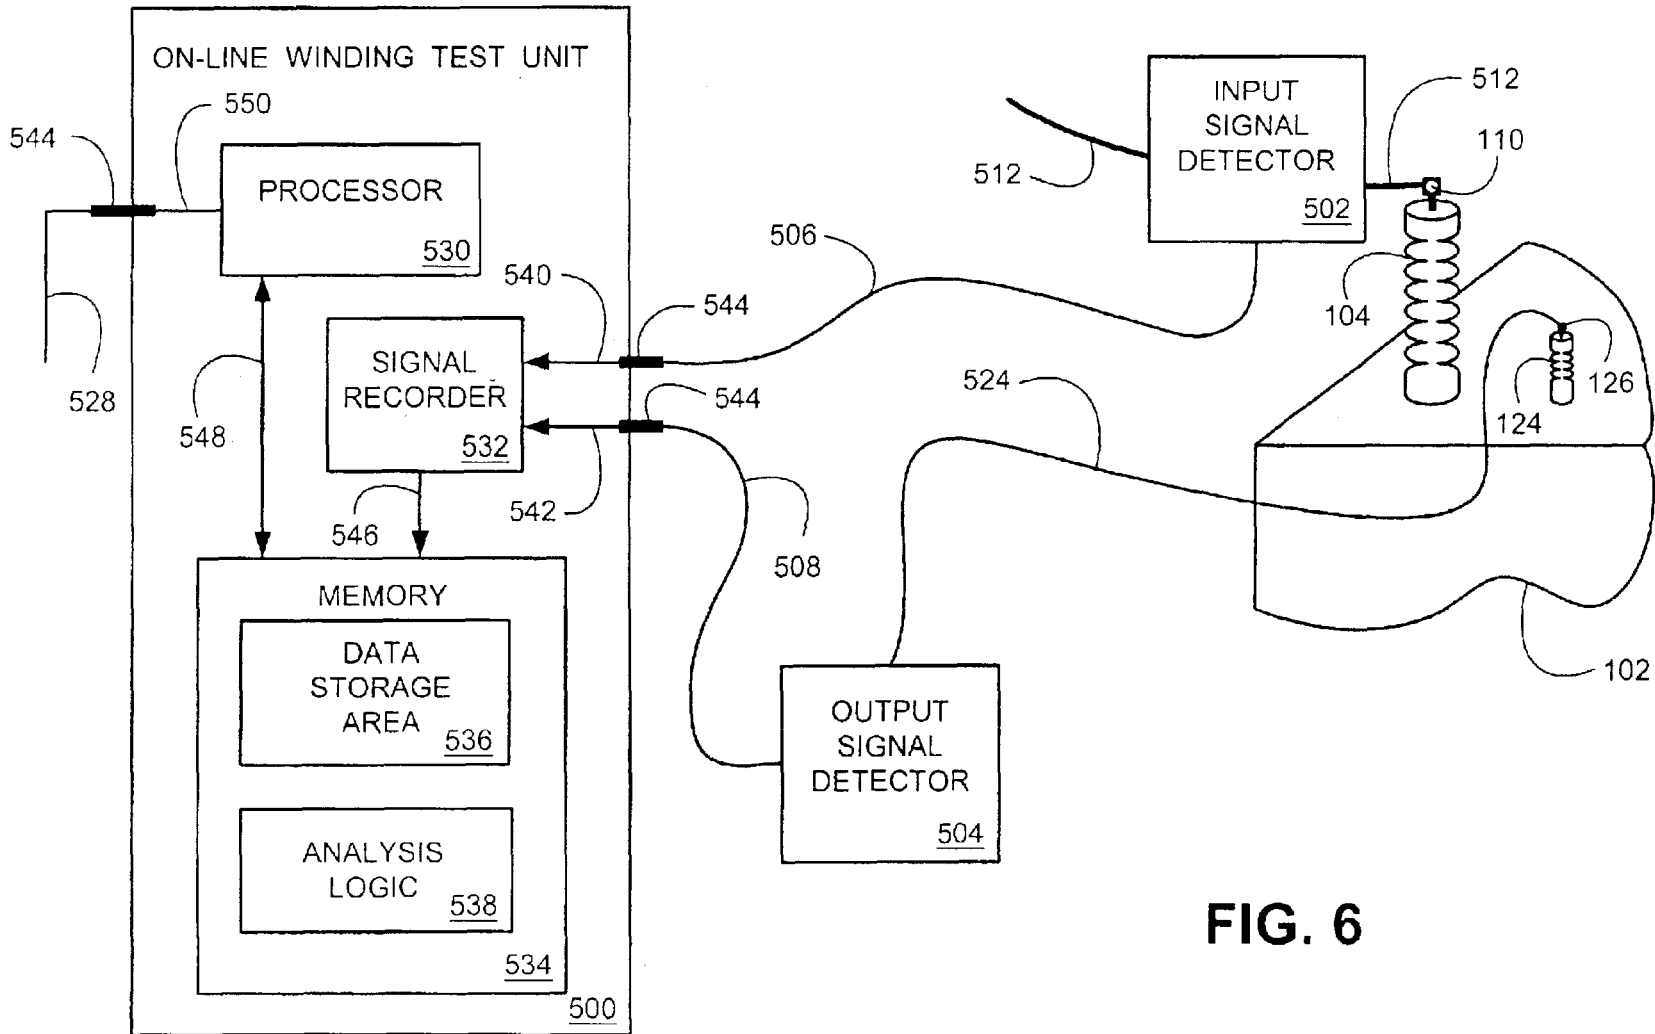 ON-LINE WINDING TEST UNIT
550
544
PROCESSOR
530
528
548
540
544
SIGNAL
RECORDER
532
544
542
546
MEMORY
DATA
STORAGE
AREA
536
ANALYSIS
LOGIC
538
534
500
506
508
524
OUTPUT
SIGNAL
DETECTOR
504
512
INPUT
SIGNAL
DETECTOR
502
512
110
104
124
126
102
FIG. 6